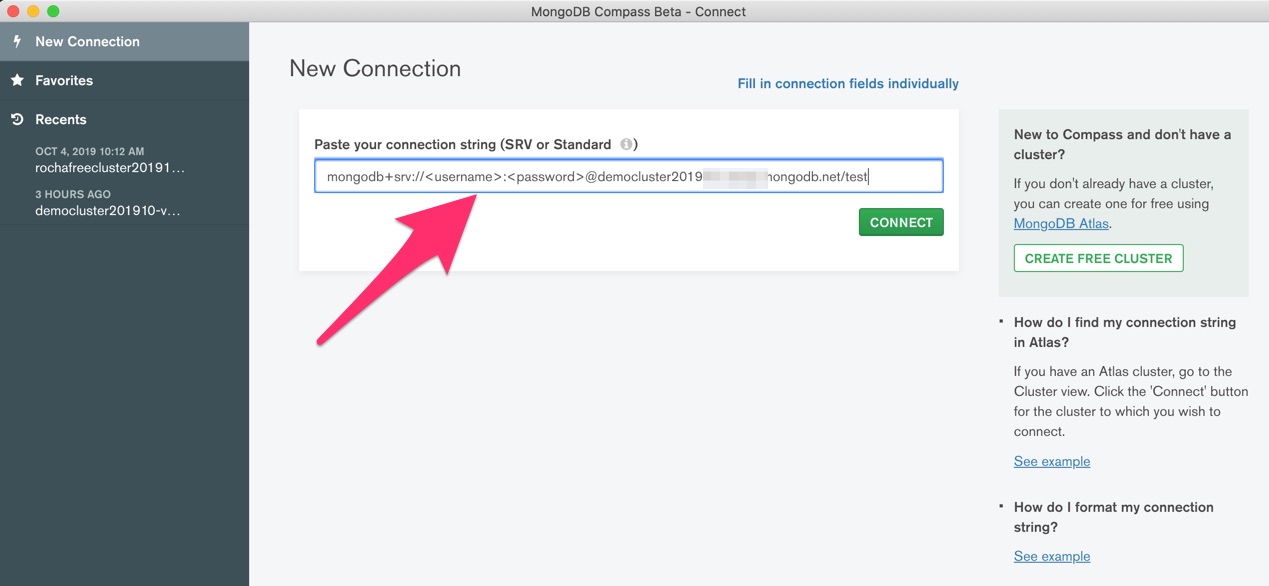 MongoDB Compass Beta - Connect
New Connection
Favorites
Recents
OCT 4, 2019 10:12 AM
rochafreecluster20191…
3 HOURS AGO
democluster201910-v…
New Connection
Fill in connection fields individually
Paste your connection string (SRV or Standard )
mongodb+srv://<username>:<password>@democluster2019 mongodb.net/test
CONNECT
New to Compass and don't have a
cluster?
If you don't already have a cluster,
you can create one for free using
MongoDB Atlas.
CREATE FREE CLUSTER
How do I find my connection string
in Atlas?
If you have an Atlas cluster, go to the
Cluster view. Click the 'Connect' button
for the cluster to which you wish to
connect.
See example
How do I format my connection
string?
See example